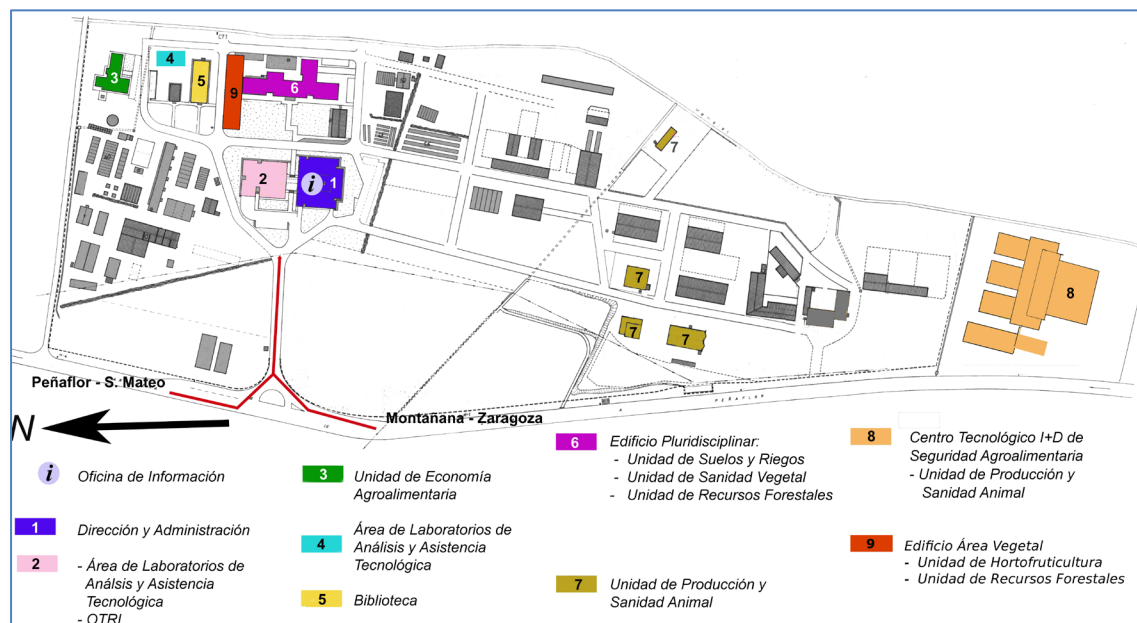 3
4
5
9
6
2
i
1
7
7
7
7
8
Peñaflor - S. Mateo
Montañana - Zaragoza
PEÑAFLOR
N
i
Oficina de Información
1
Dirección y Administración
2
- Área de Laboratorios de
Análsis y Asistencia
Tecnológica
- OTRI
3
Unidad de Economía
Agroalimentaria
4
Área de Laboratorios de
Análisis y Asistencia
Tecnológica
5
Biblioteca
6
Edificio Pluridisciplinar:
- Unidad de Suelos y Riegos
- Unidad de Sanidad Vegetal
- Unidad de Recursos Forestales
7
Unidad de Producción y
Sanidad Animal
8
Centro Tecnológico I+D de
Seguridad Agroalimentaria
- Unidad de Producción y
Sanidad Animal
9
Edificio Área Vegetal
- Unidad de Hortofruticultura
- Unidad de Recursos Forestales